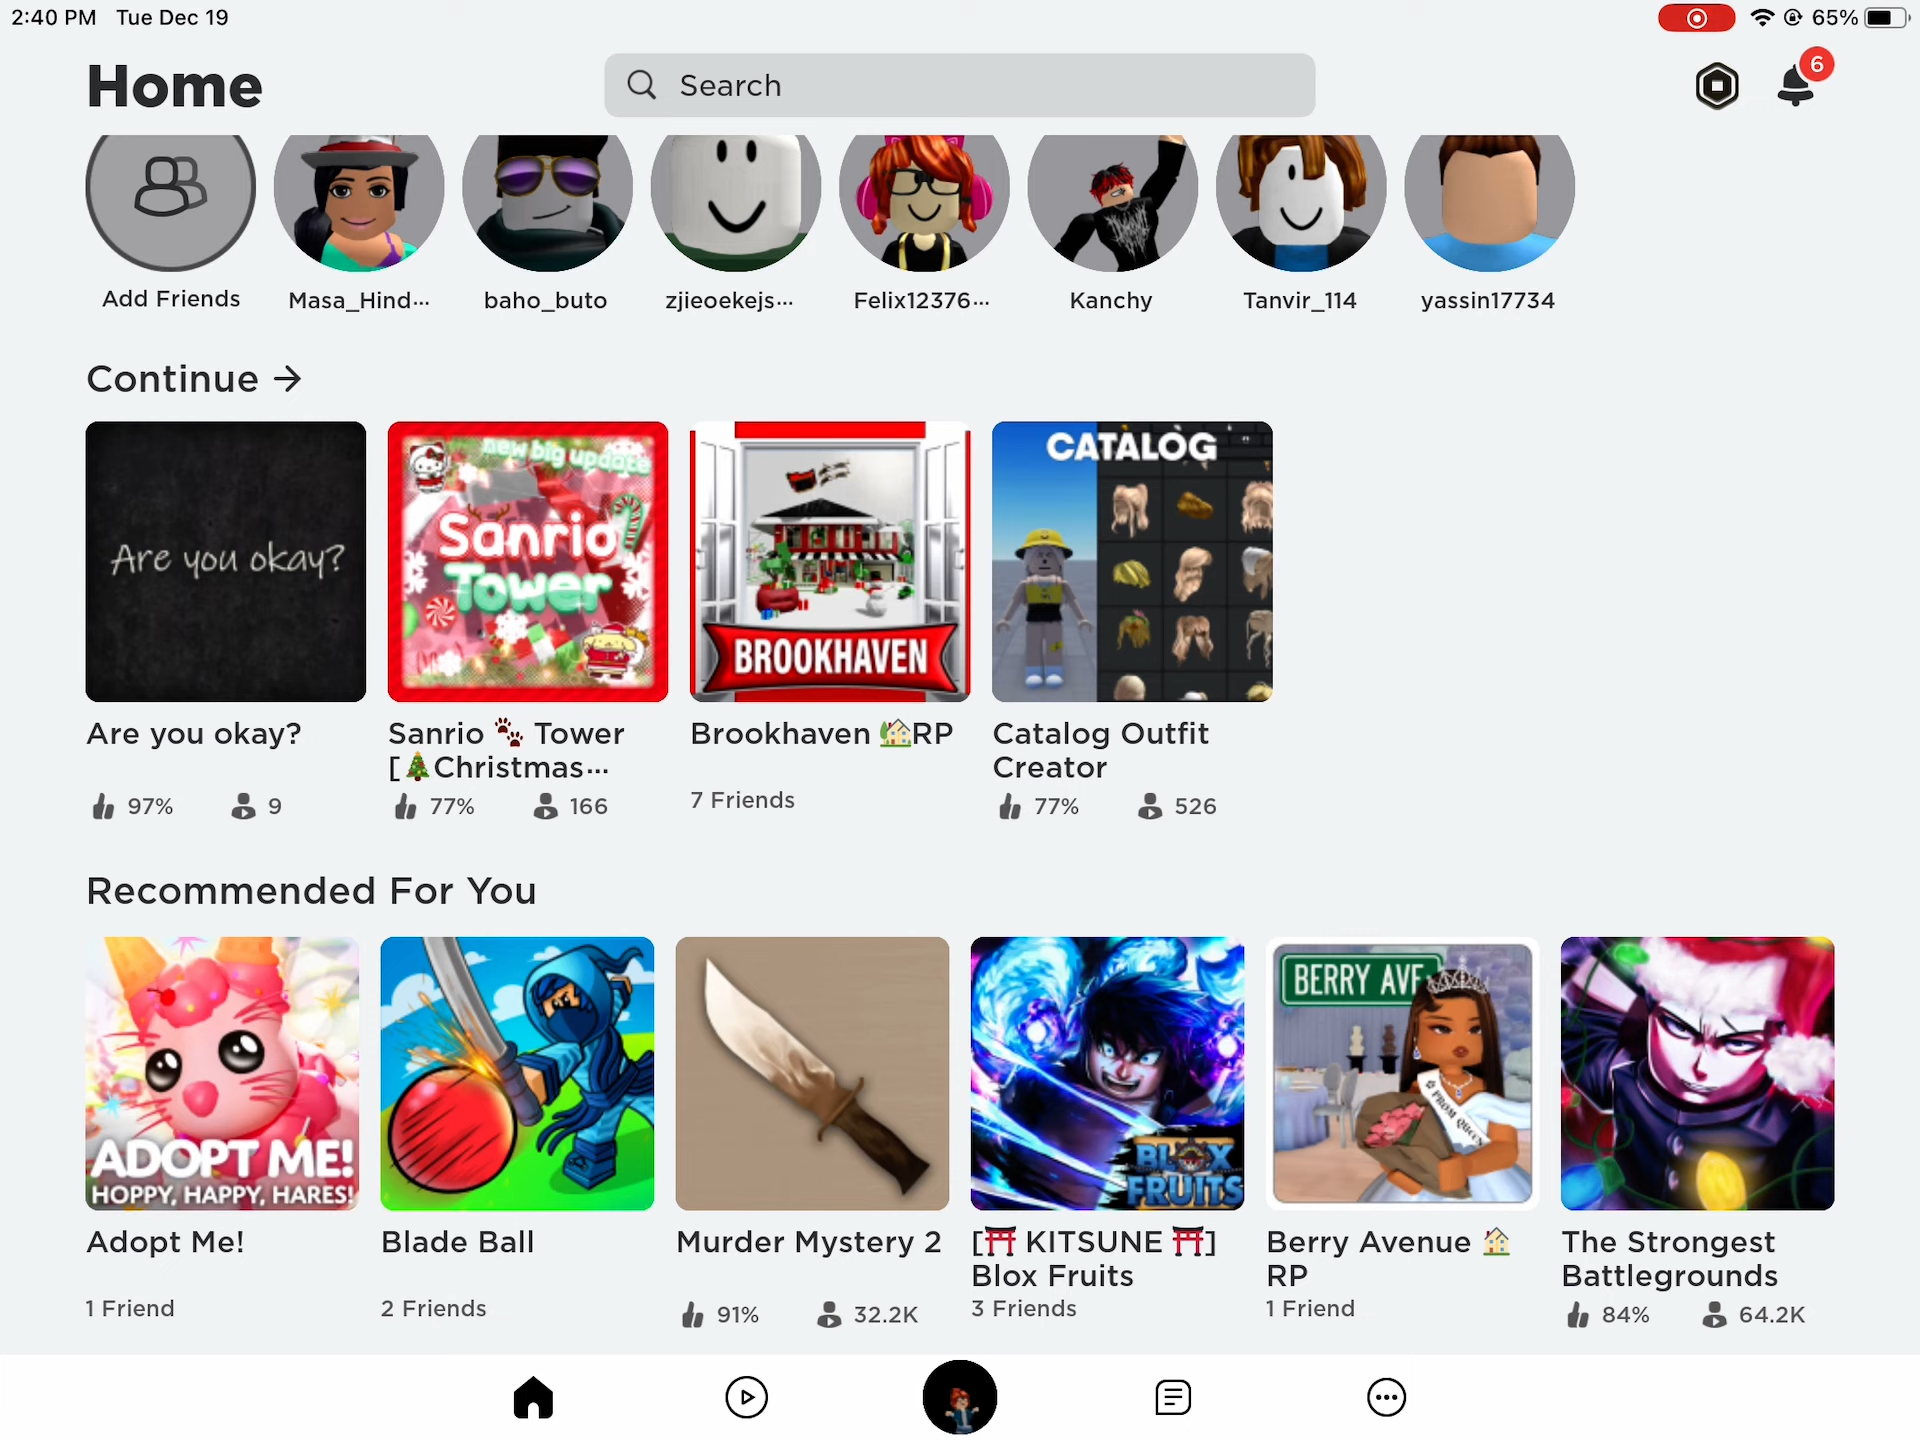 2:40 PM Tue Dec 19
65%
Home
Search
6
Add Friends
Masa_Hind...
baho_buto
zjieoekejs...
Felix12376...
Kanchy
Tanvir_114
yassin17734
Continue →
Are you okay?
new big update
Sanrio
Tower
BROOKHAVEN
CATALOG
Are you okay?
Sanrio 🐾 Tower
[🎄Christmas...
Brookhaven 🏡RP
Catalog Outfit
Creator
97% 9
77% 166
7 Friends
77% 526
Recommended For You
ADOPT ME!
HOPPY, HAPPY, HARES!
BLOX
FRUITS
BERRY AVE
PROM QUEEN
Adopt Me!
Blade Ball
Murder Mystery 2
[⛩️ KITSUNE ⛩️]
Blox Fruits
Berry Avenue 🏠
RP
The Strongest
Battlegrounds
1 Friend
2 Friends
91% 32.2K
3 Friends
1 Friend
84% 64.2K